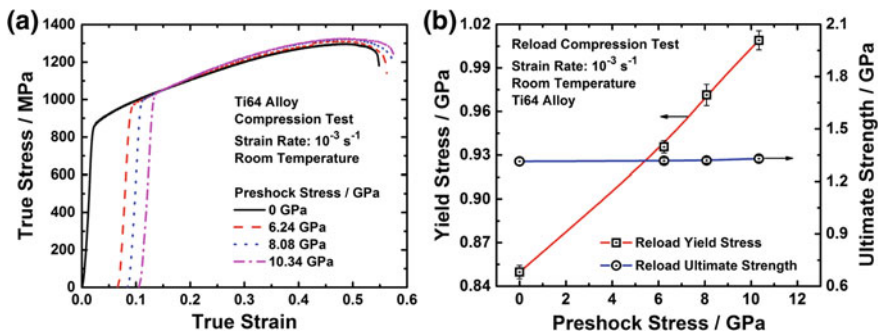 (a)
True Stress / MPa
1400
1200
1000
800
600
400
200
0
Ti64 Alloy
Compression Test
Strain Rate: 10⁻³ s⁻¹
Room Temperature
Preshock Stress / GPa
0 GPa
6.24 GPa
8.08 GPa
10.34 GPa
0.0 0.1 0.2 0.3 0.4 0.5 0.6
True Strain
(b)
Yield Stress / GPa
1.02
0.99
0.96
0.93
0.90
0.87
0.84
Reload Compression Test
Strain Rate: 10⁻³ s⁻¹
Room Temperature
Ti64 Alloy
Reload Yield Stress
Reload Ultimate Strength
2.1
1.8
1.5
1.2
0.9
0.6
Ultimate Strength / GPa
0 2 4 6 8 10 12
Preshock Stress / GPa